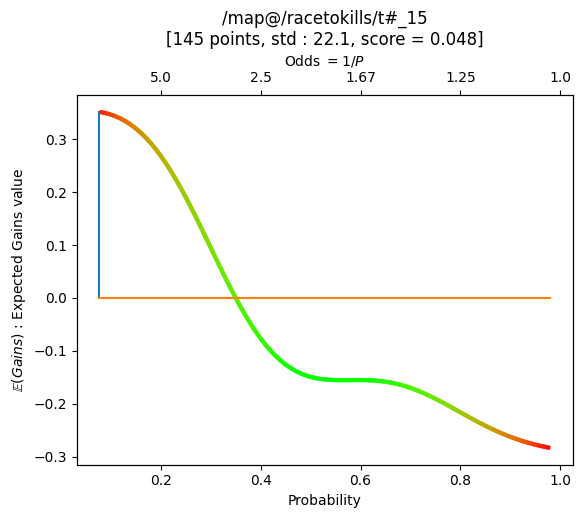 /map@/racetokills/t#_15
[145 points, std : 22.1, score = 0.048]
Odds = 1/P
5.0 2.5 1.67 1.25 1.0
0.3
0.2
0.1
0.0
−0.1
−0.2
−0.3
𝔼(Gains) : Expected Gains value
0.2 0.4 0.6 0.8 1.0
Probability